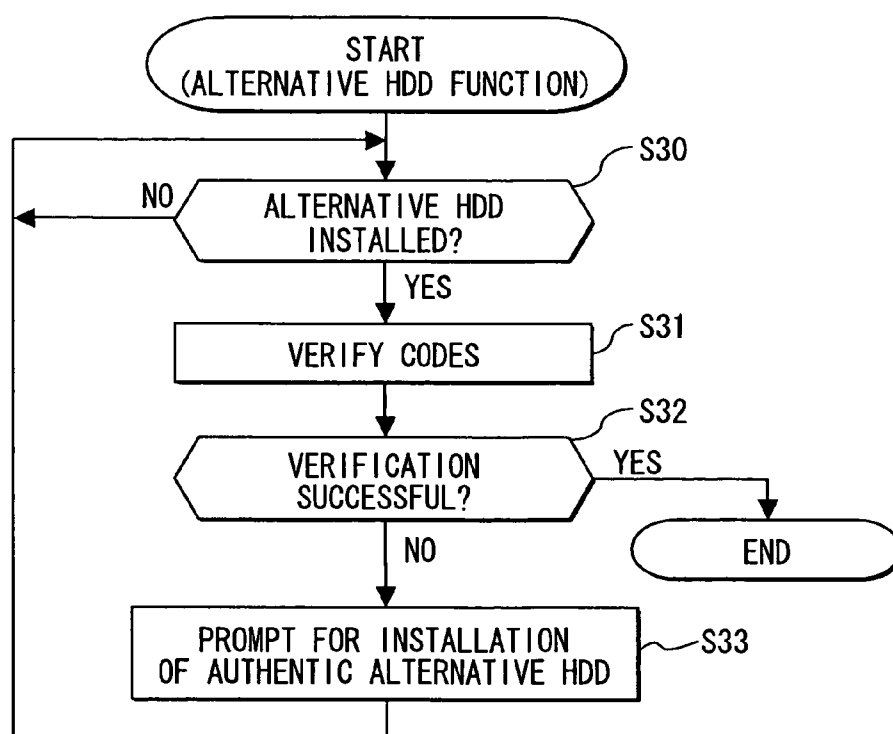 START
(ALTERNATIVE HDD FUNCTION)
S30
NO
ALTERNATIVE HDD
INSTALLED?
YES
S31
VERIFY CODES
S32
VERIFICATION
SUCCESSFUL?
YES
NO
END
PROMPT FOR INSTALLATION
OF AUTHENTIC ALTERNATIVE HDD
S33